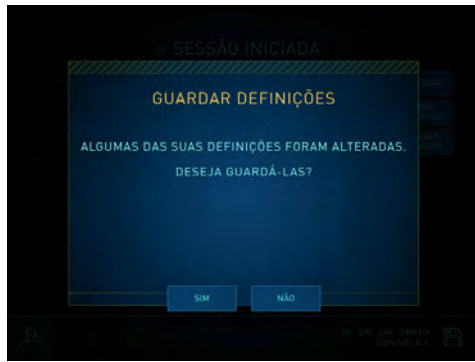 SESSÃO INICIADA
GUARDAR DEFINIÇÕES
ALGUMAS DAS SUAS DEFINIÇÕES FORAM ALTERADAS.
DESEJA GUARDÁ-LAS?
SIM
NÃO
DR. JAY SMITH
CONSOLA 1